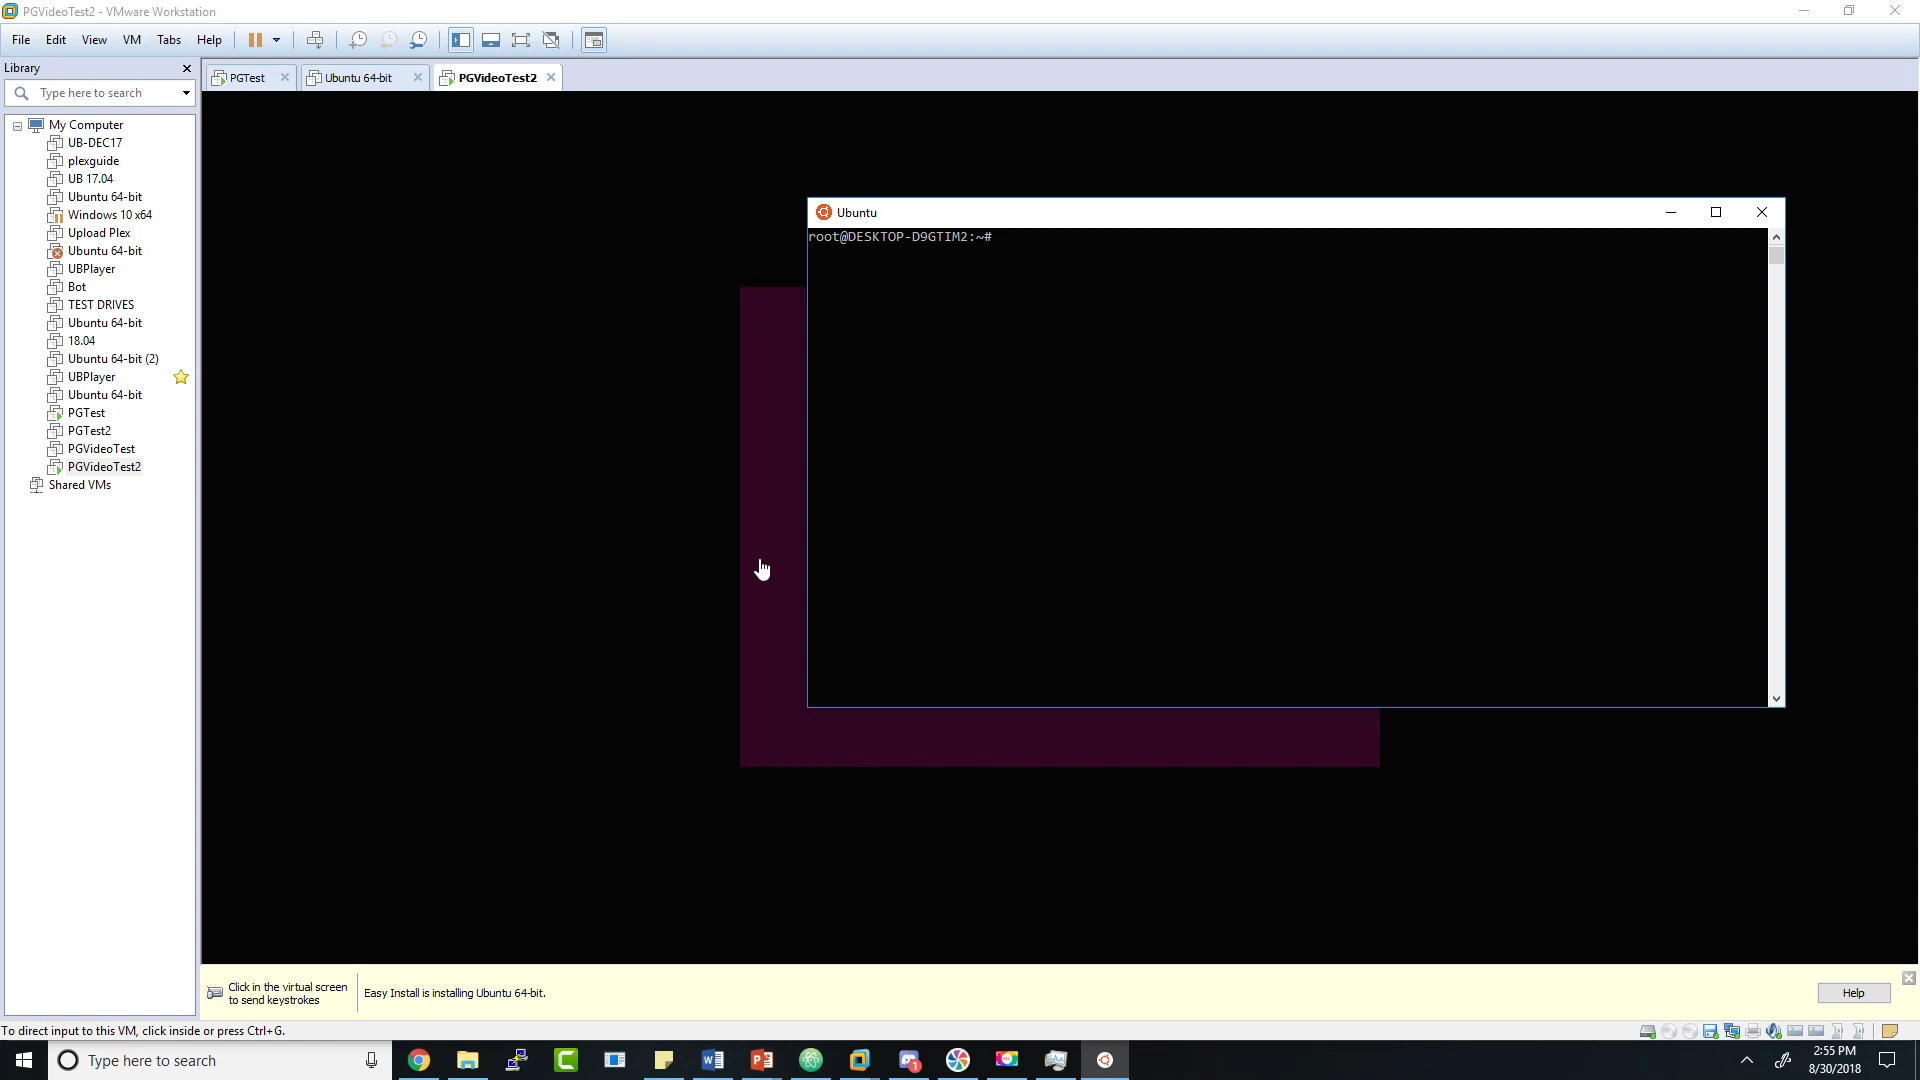 PGVideoTest2 - VMware Workstation
File Edit View VM Tabs Help
Library
PGTest Ubuntu 64-bit PGVideoTest2
Type here to search
My Computer
UB-DEC17
plexguide
UB 17.04
Ubuntu 64-bit
Windows 10 x64
Upload Plex
Ubuntu 64-bit
UBPlayer
Bot
TEST DRIVES
Ubuntu 64-bit
18.04
Ubuntu 64-bit (2)
UBPlayer
Ubuntu 64-bit
PGTest
PGTest2
PGVideoTest
PGVideoTest2
Shared VMs
Ubuntu
root@DESKTOP-D9GTIM2:~#
Click in the virtual screen
to send keystrokes
Easy Install is installing Ubuntu 64-bit.
Help
To direct input to this VM, click inside or press Ctrl+G.
Type here to search
2:55 PM
8/30/2018